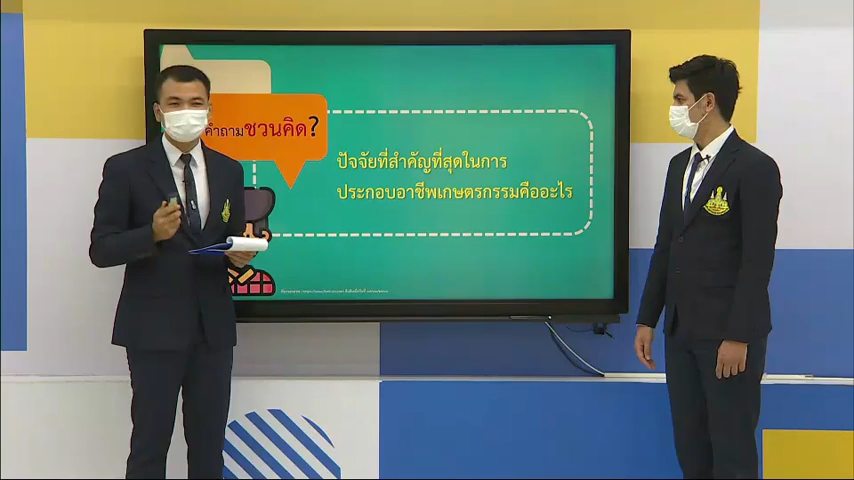 คำถามชวนคิด?
ปัจจัยที่สำคัญที่สุดในการ
ประกอบอาชีพเกษตรกรรมคืออะไร